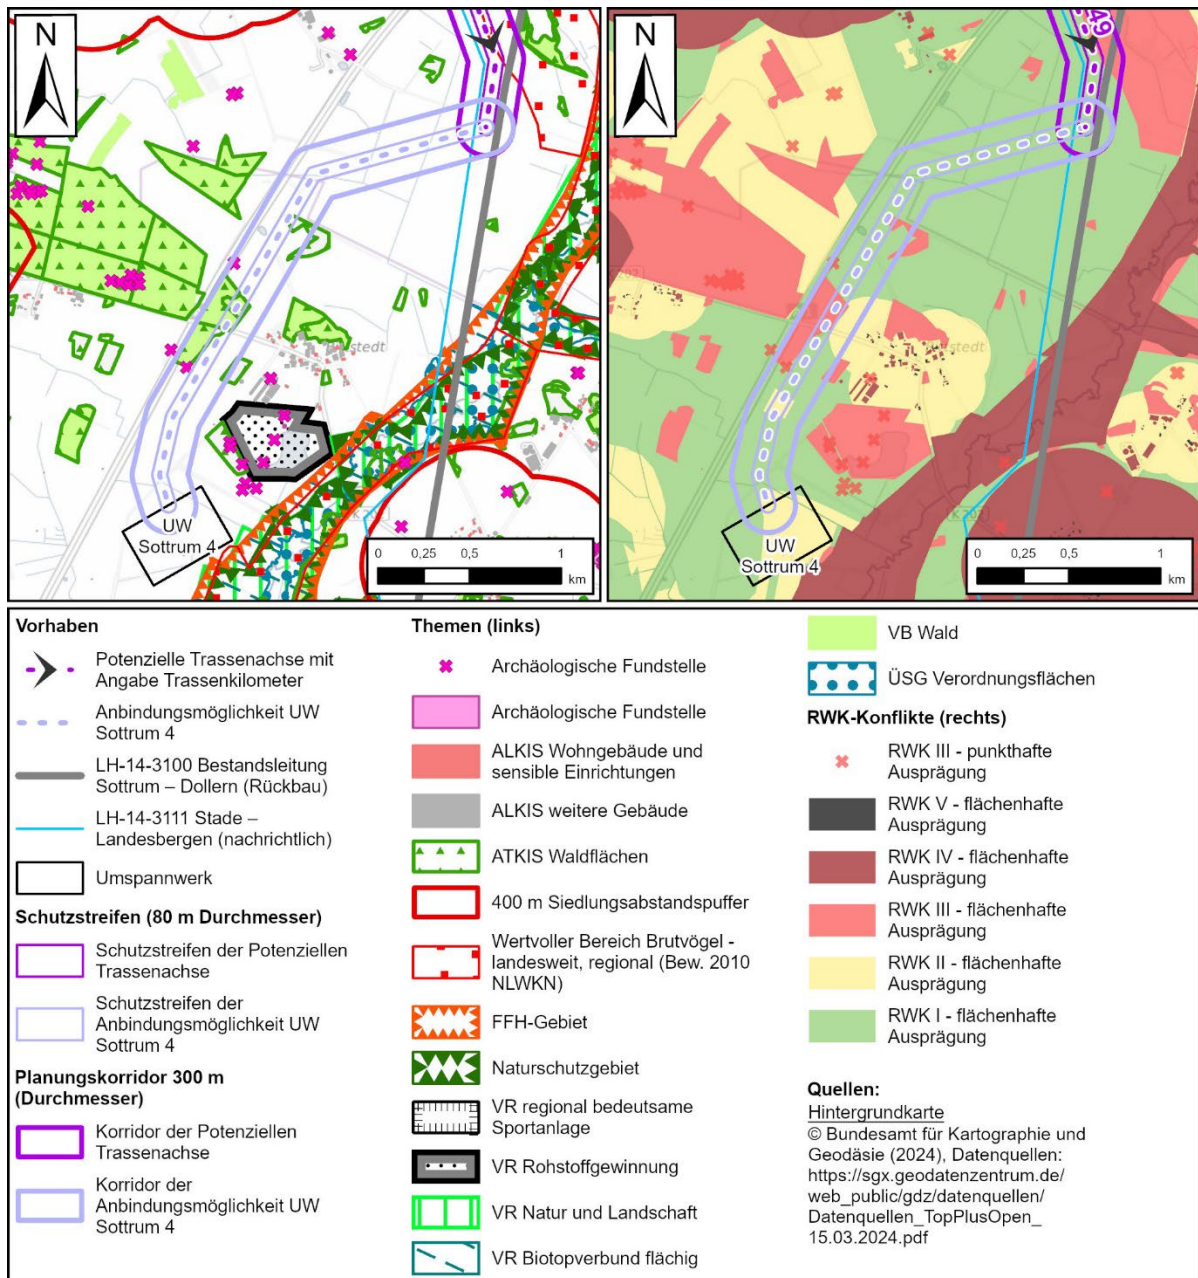 N
UW
Sottrum 4
0
0,25
0,5
1
km
49
N
UW
Sottrum 4
0
0,25
0,5
1
km
Vorhaben
Potenzielle Trassenachse mit
Angabe Trassenkilometer
Anbindungsmöglichkeit UW
Sottrum 4
LH-14-3100 Bestandsleitung
Sottrum – Dollern (Rückbau)
LH-14-3111 Stade –
Landesbergen (nachrichtlich)
Umspannwerk
Schutzstreifen (80 m Durchmesser)
Schutzstreifen der Potenziellen
Trassenachse
Schutzstreifen der
Anbindungsmöglichkeit UW
Sottrum 4
Planungskorridor 300 m
(Durchmesser)
Korridor der Potenziellen
Trassenachse
Korridor der
Anbindungsmöglichkeit UW
Sottrum 4
Themen (links)
Archäologische Fundstelle
Archäologische Fundstelle
ALKIS Wohngebäude und
sensible Einrichtungen
ALKIS weitere Gebäude
ATKIS Waldflächen
400 m Siedlungsabstandspuffer
Wertvoller Bereich Brutvögel -
landesweit, regional (Bew. 2010
NLWKN)
FFH-Gebiet
Naturschutzgebiet
VR regional bedeutsame
Sportanlage
VR Rohstoffgewinnung
VR Natur und Landschaft
VR Biotopverbund flächig
VB Wald
ÜSG Verordnungsflächen
RWK-Konflikte (rechts)
RWK III - punkthafte
Ausprägung
RWK V - flächenhafte
Ausprägung
RWK IV - flächenhafte
Ausprägung
RWK III - flächenhafte
Ausprägung
RWK II - flächenhafte
Ausprägung
RWK I - flächenhafte
Ausprägung
Quellen:
Hintergrundkarte
© Bundesamt für Kartographie und
Geodäsie (2024), Datenquellen:
https://sgx.geodatenzentrum.de/
web_public/gdz/datenquellen/
Datenquellen_TopPlusOpen_
15.03.2024.pdf